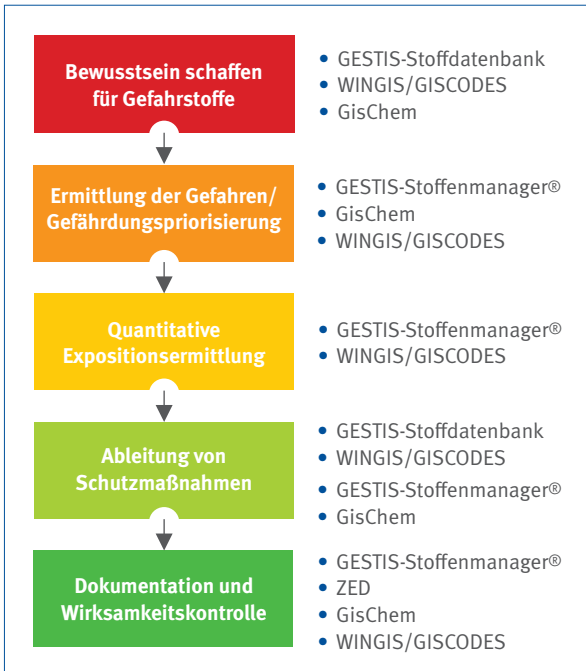 Bewusstsein schaffen
für Gefahrstoffe
• GESTIS-Stoffdatenbank
• WINGIS/GISCODES
• GisChem
Ermittlung der Gefahren/
Gefährdungspriorisierung
• GESTIS-Stoffenmanager®
• GisChem
• WINGIS/GISCODES
Quantitative
Expositionsermittlung
• GESTIS-Stoffenmanager®
• WINGIS/GISCODES
Ableitung von
Schutzmaßnahmen
• GESTIS-Stoffdatenbank
• WINGIS/GISCODES
• GESTIS-Stoffenmanager®
• GisChem
Dokumentation und
Wirksamkeitskontrolle
• GESTIS-Stoffenmanager®
• ZED
• GisChem
• WINGIS/GISCODES